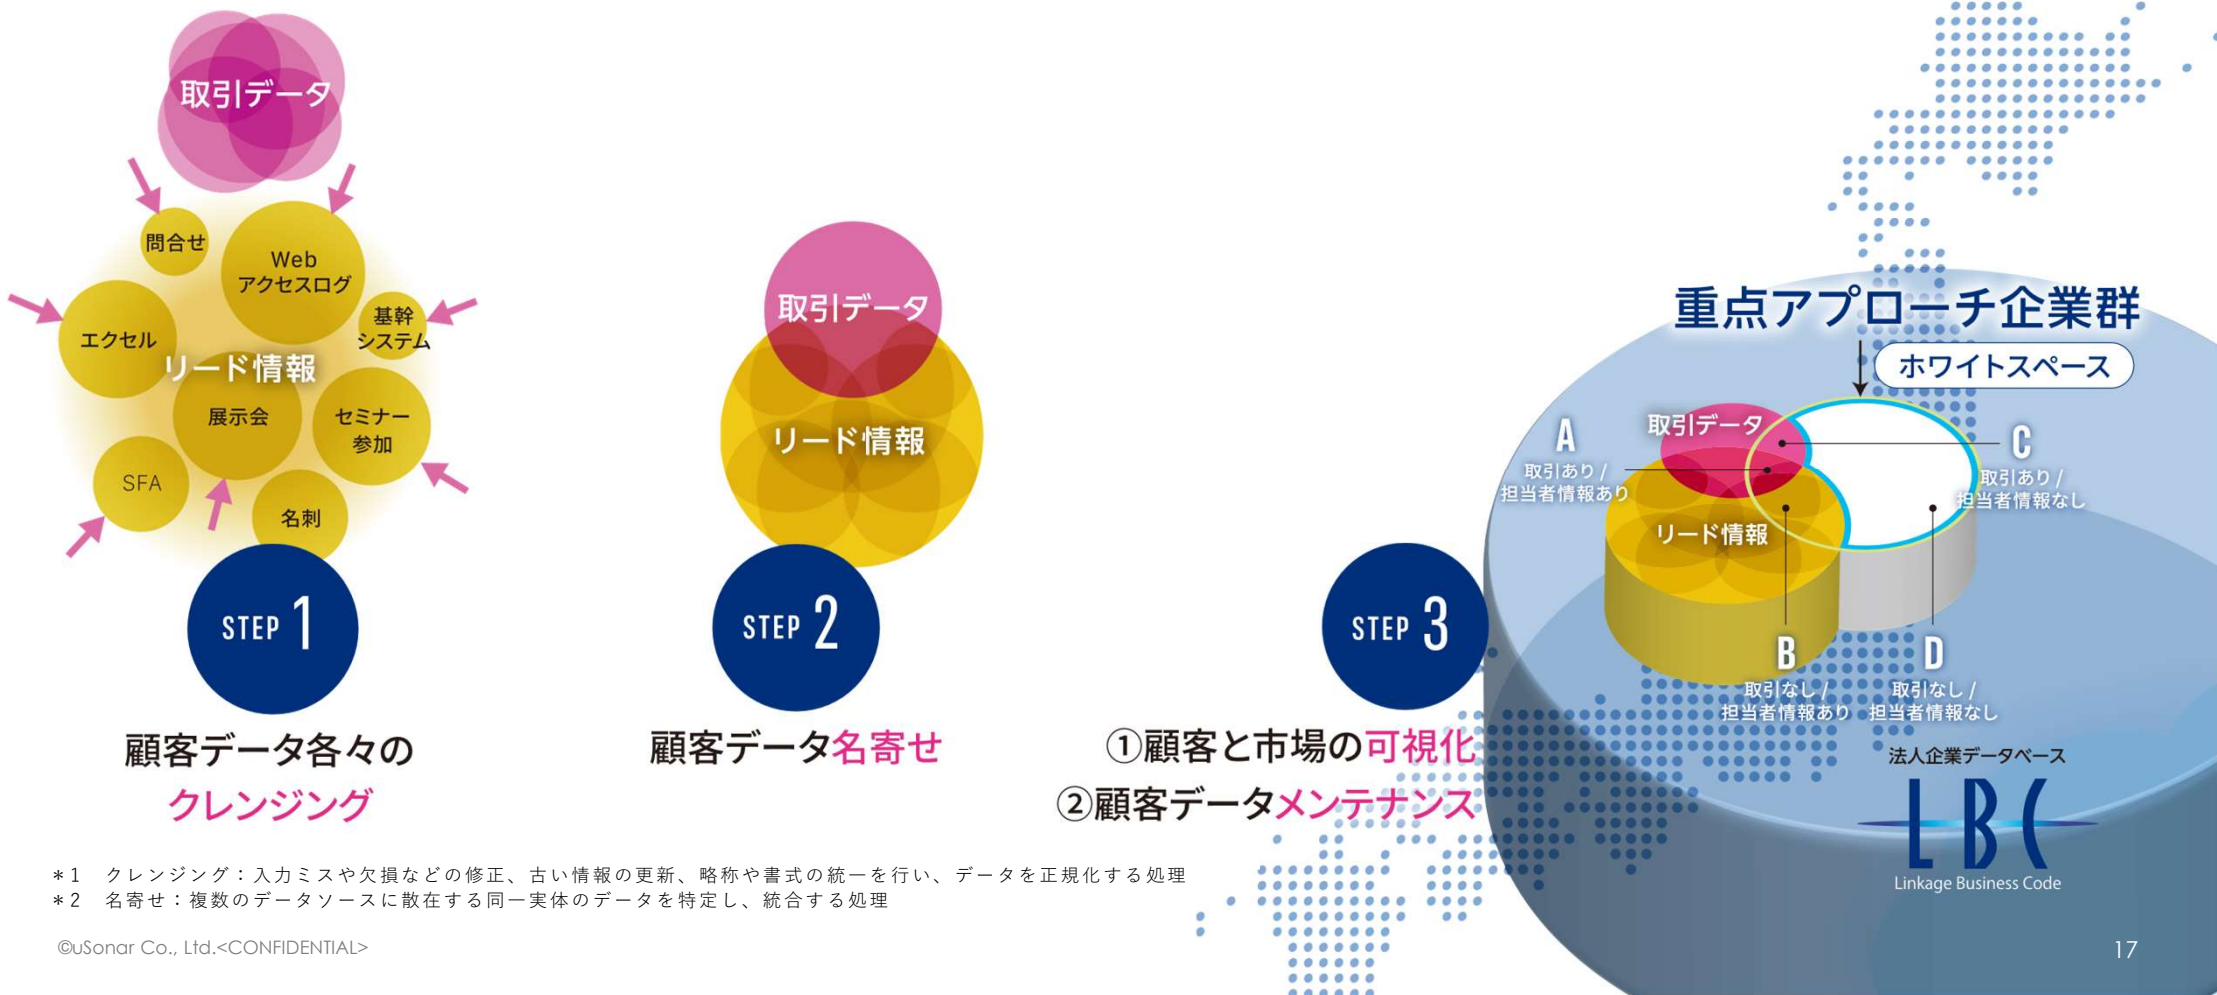 取引データ
問合せ
Web
アクセスログ
エクセル
基幹
システム
リード情報
展示会
セミナー
参加
SFA
名刺
STEP 1
顧客データ各々の
クレンジング
取引データ
リード情報
STEP 2
顧客データ名寄せ
STEP 3
①顧客と市場の可視化
②顧客データメンテナンス
重点アプローチ企業群
ホワイトスペース
取引データ
リード情報
A
取引あり /
担当者情報あり
C
取引あり /
担当者情報なし
B
取引なし /
担当者情報あり
D
取引なし /
担当者情報なし
法人企業データベース
LBC
Linkage Business Code
＊1　クレンジング：入力ミスや欠損などの修正、古い情報の更新、略称や書式の統一を行い、データを正規化する処理
＊2　名寄せ：複数のデータソースに散在する同一実体のデータを特定し、統合する処理
©uSonar Co., Ltd.<CONFIDENTIAL>
17